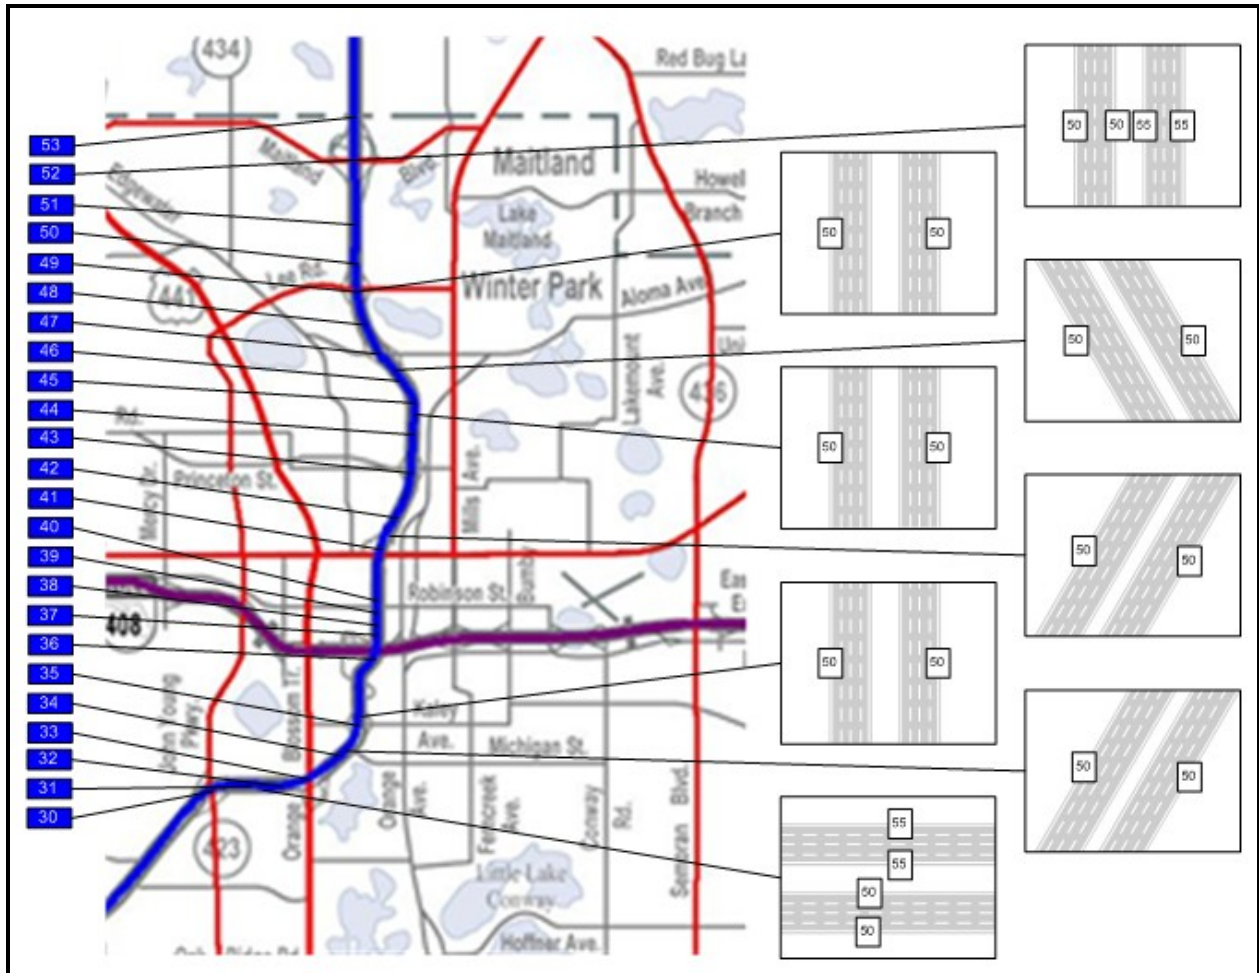 434
Red Bug La
53
52
51
50
49
48
47
46
45
44
43
42
41
40
39
38
37
36
35
34
33
32
31
30
Maitland
Blvd.
Maitland
Edgewater
Howell
Branch
Lake
Maitland
Lee Rd.
441
Winter Park
Aloma Ave.
Uni
Lakemont
Ave.
436
Rd.
Princeton St.
Mercy Dr.
Mills Ave.
Bumby
Robinson St.
Eas
408
John Young
Pkwy.
Blossom Tr.
Orange
Kaley
Ave.
Michigan St.
Orange
Ave.
Ferncreek
Ave.
Conway
Rd.
Semoran Blvd.
423
Little Lake
Conway
Hoffner Ave.
50 50 55 55
50 50
50 50
50 50
50 50
50 50
50 50
55
55
50
50